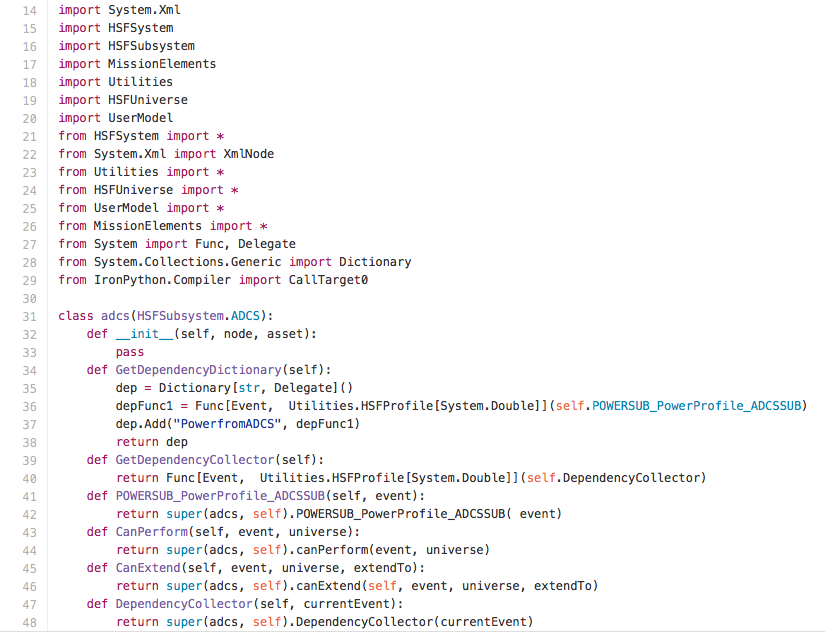 14 import System.Xml
15 import HSFSystem
16 import HSFSubsystem
17 import MissionElements
18 import Utilities
19 import HSFUniverse
20 import UserModel
21 from HSFSystem import *
22 from System.Xml import XmlNode
23 from Utilities import *
24 from HSFUniverse import *
25 from UserModel import *
26 from MissionElements import *
27 from System import Func, Delegate
28 from System.Collections.Generic import Dictionary
29 from IronPython.Compiler import CallTarget0
30
31 class adcs(HSFSubsystem.ADCS):
32     def __init__(self, node, asset):
33         pass
34     def GetDependencyDictionary(self):
35         dep = Dictionary[str, Delegate]()
36         depFunc1 = Func[Event,  Utilities.HSFProfile[System.Double]](self.POWERSUB_PowerProfile_ADCSSUB)
37         dep.Add("PowerfromADCS", depFunc1)
38         return dep
39     def GetDependencyCollector(self):
40         return Func[Event,  Utilities.HSFProfile[System.Double]](self.DependencyCollector)
41     def POWERSUB_PowerProfile_ADCSSUB(self, event):
42         return super(adcs, self).POWERSUB_PowerProfile_ADCSSUB( event)
43     def CanPerform(self, event, universe):
44         return super(adcs, self).canPerform(event, universe)
45     def CanExtend(self, event, universe, extendTo):
46         return super(adcs, self).canExtend(self, event, universe, extendTo)
47     def DependencyCollector(self, currentEvent):
48         return super(adcs, self).DependencyCollector(currentEvent)